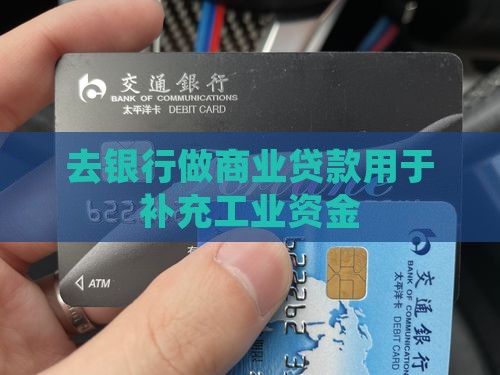 交通銀行
BANK OF COMMUNICATIONS
太平洋卡 DEBIT CARD
去银行做商业贷款用于
补充工业资金
ATM
交通銀行
BANK OF COMMUNICATIONS
太平洋卡 DEBIT CARD